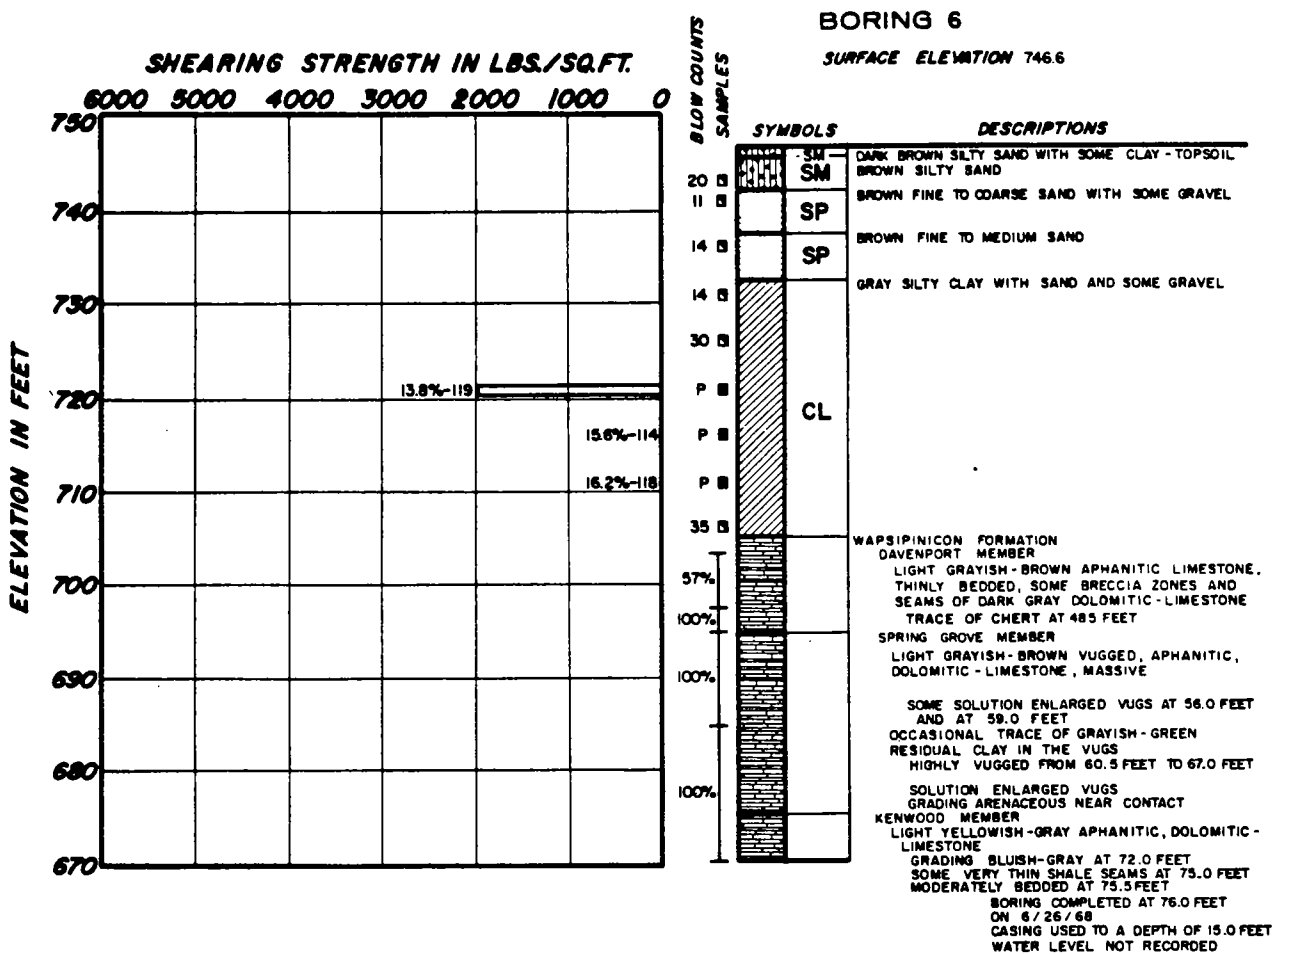 BORING 6
SURFACE ELEVATION 746.6
SHEARING STRENGTH IN LBS./SQ.FT.
6000 5000 4000 3000 2000 1000 0
BLOW COUNTS
SAMPLES
SYMBOLS
DESCRIPTIONS
ELEVATION IN FEET
750
740
730
720
710
700
690
680
670
13.8%-119
15.6%-114
16.2%-118
20
11
14
14
30
P
P
P
35
57%
100%
100%
100%
SM
SM
SP
SP
CL
DARK BROWN SILTY SAND WITH SOME CLAY - TOPSOIL
BROWN SILTY SAND
BROWN FINE TO COARSE SAND WITH SOME GRAVEL
BROWN FINE TO MEDIUM SAND
GRAY SILTY CLAY WITH SAND AND SOME GRAVEL
WAPSIPINICON FORMATION
DAVENPORT MEMBER
LIGHT GRAYISH-BROWN APHANITIC LIMESTONE,
THINLY BEDDED, SOME BRECCIA ZONES AND
SEAMS OF DARK GRAY DOLOMITIC-LIMESTONE
TRACE OF CHERT AT 48.5 FEET
SPRING GROVE MEMBER
LIGHT GRAYISH-BROWN VUGGED, APHANITIC,
DOLOMITIC-LIMESTONE, MASSIVE
SOME SOLUTION ENLARGED VUGS AT 56.0 FEET
AND AT 59.0 FEET
OCCASIONAL TRACE OF GRAYISH-GREEN
RESIDUAL CLAY IN THE VUGS
HIGHLY VUGGED FROM 60.5 FEET TO 67.0 FEET
SOLUTION ENLARGED VUGS
GRADING ARENACEOUS NEAR CONTACT
KENWOOD MEMBER
LIGHT YELLOWISH-GRAY APHANITIC, DOLOMITIC-
LIMESTONE
GRADING BLUISH-GRAY AT 72.0 FEET
SOME VERY THIN SHALE SEAMS AT 75.0 FEET
MODERATELY BEDDED AT 75.5 FEET
BORING COMPLETED AT 76.0 FEET
ON 6/26/68
CASING USED TO A DEPTH OF 15.0 FEET
WATER LEVEL NOT RECORDED